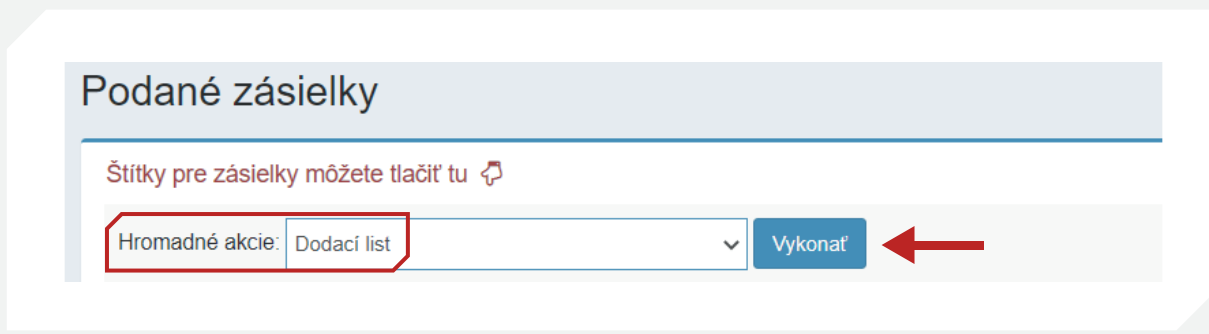 Podané zásielky
Štítky pre zásielky môžete tlačiť tu
Hromadné akcie: Dodací list Vykonať